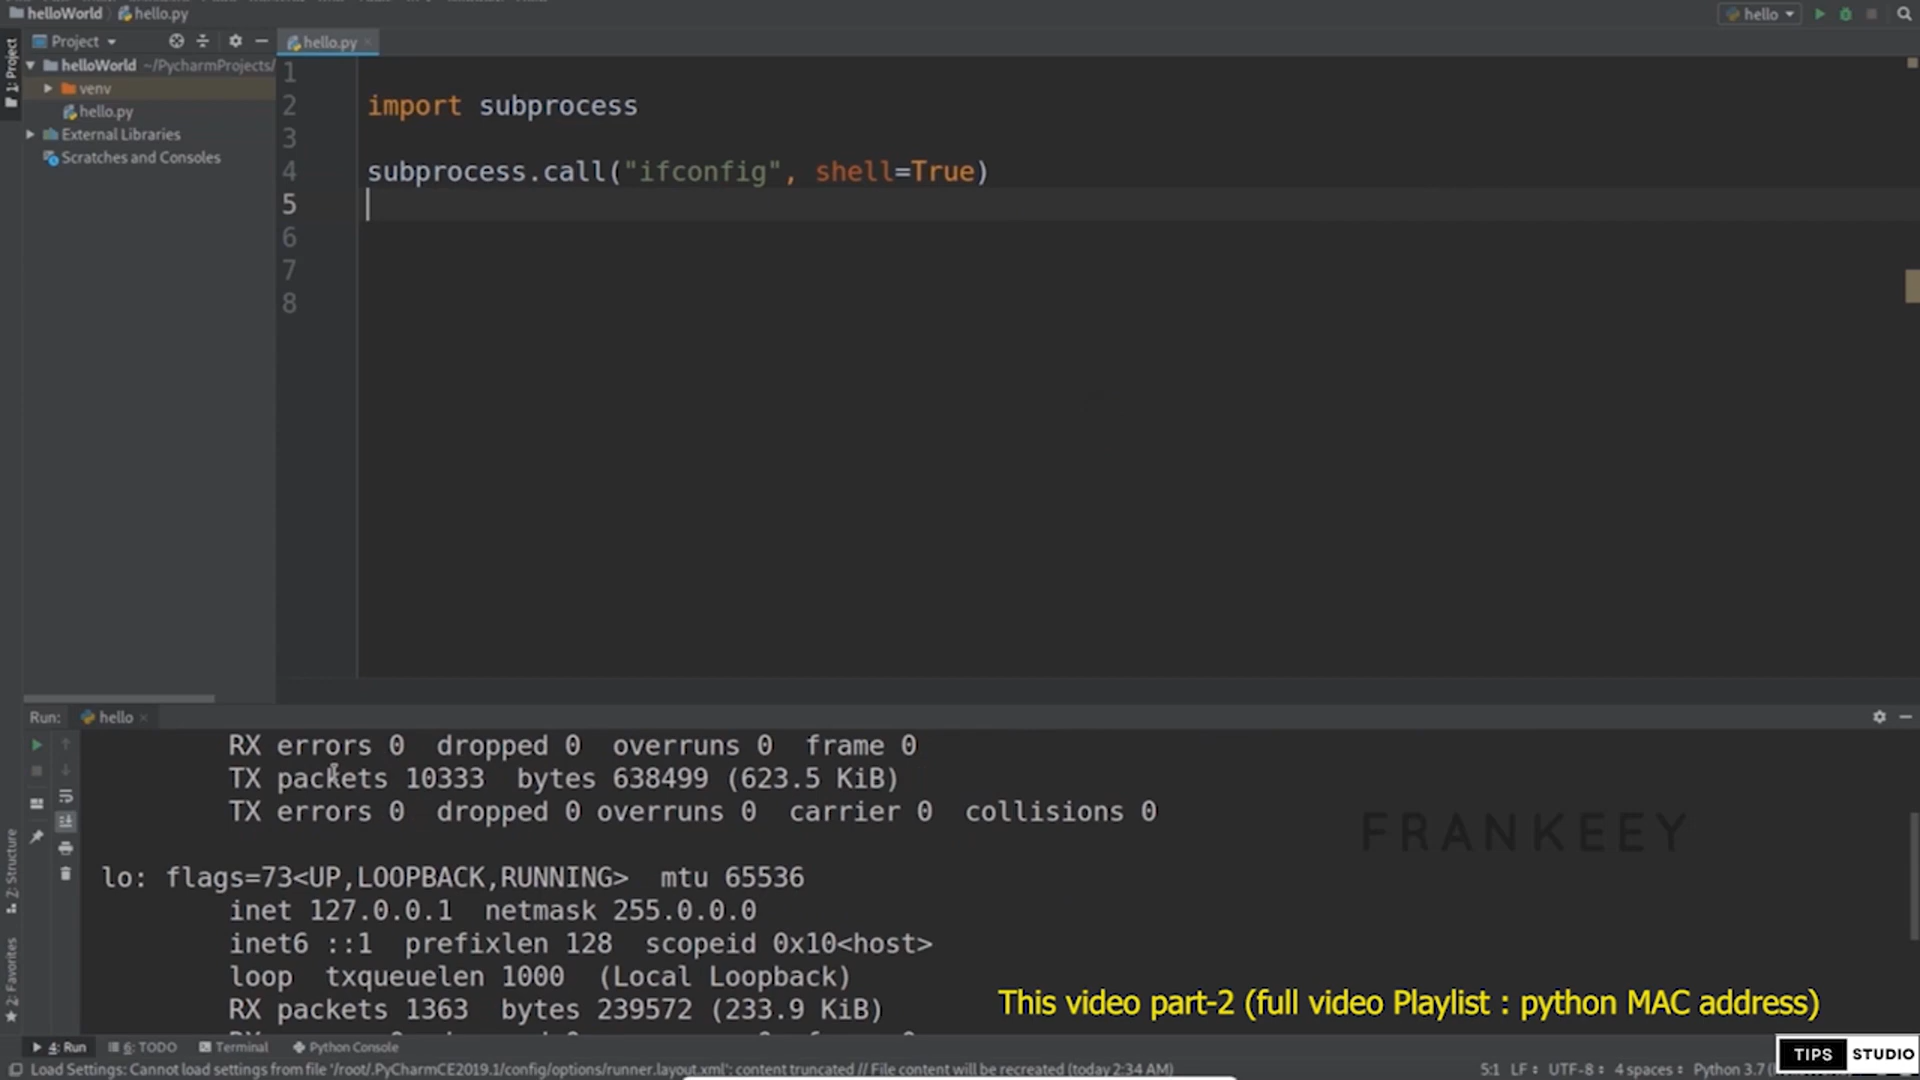 helloWorld hello.py hello
Project hello.py
helloWorld ~/PycharmProjects/
venv
hello.py
External Libraries
Scratches and Consoles
1: Project
1
2 import subprocess
3
4 subprocess.call("ifconfig", shell=True)
5
6
7
8
Run: hello
RX errors 0 dropped 0 overruns 0 frame 0
TX packets 10333 bytes 638499 (623.5 KiB)
TX errors 0 dropped 0 overruns 0 carrier 0 collisions 0
FRANKEEY
lo: flags=73<UP,LOOPBACK,RUNNING> mtu 65536
inet 127.0.0.1 netmask 255.0.0.0
inet6 ::1 prefixlen 128 scopeid 0x10<host>
loop txqueuelen 1000 (Local Loopback)
RX packets 1363 bytes 239572 (233.9 KiB)
This video part-2 (full video Playlist : python MAC address)
Z: Structure
2: Favorites
4: Run 6: TODO Terminal Python Console
TIPS STUDIO
Load Settings: Cannot load settings from file '/root/.PyCharmCE2019.1/config/options/runner.layout.xml': content truncated // File content will be recreated (today 2:34 AM) 5:1 LF UTF-8 4 spaces Python 3.7